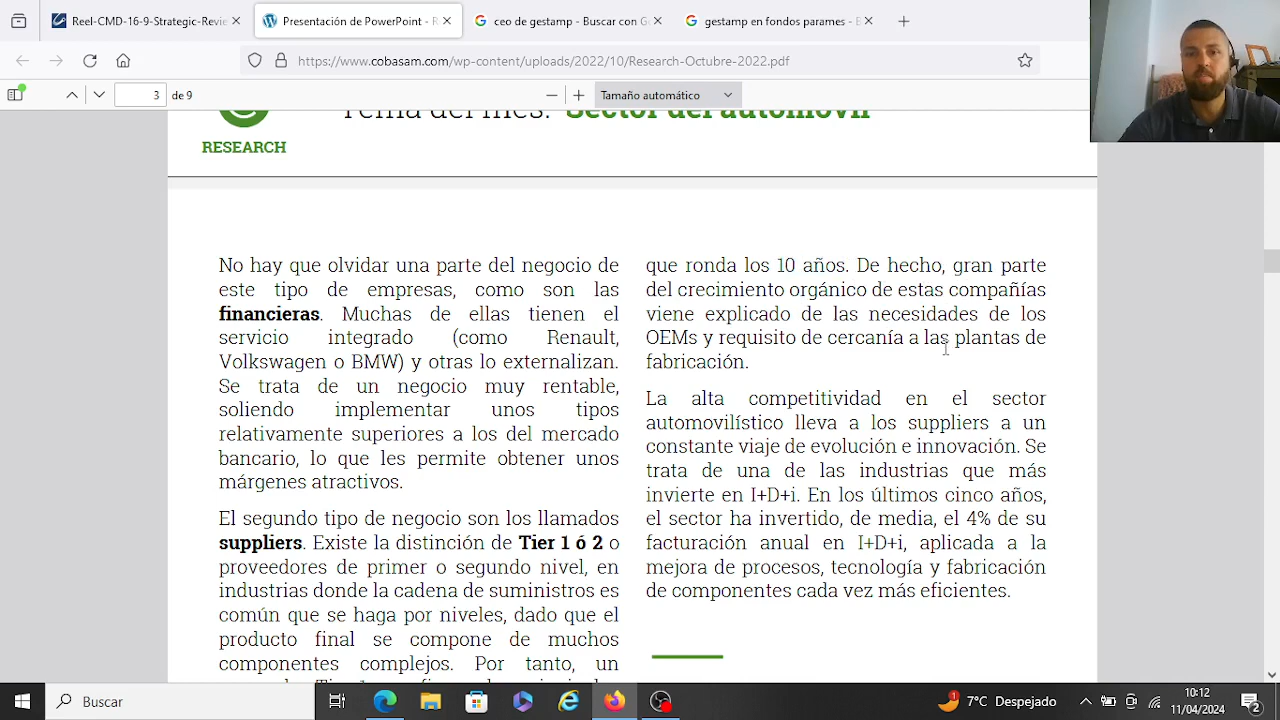 Reel-CMD-16-9-Strategic-Revie
Presentación de PowerPoint - R
ceo de gestamp - Buscar con G
gestamp en fondos parames - B
https://www.cobasam.com/wp-content/uploads/2022/10/Research-Octubre-2022.pdf
3 de 9
Tamaño automático
Tema del mes: Sector del automóvil
RESEARCH
No hay que olvidar una parte del negocio de
este tipo de empresas, como son las
financieras. Muchas de ellas tienen el
servicio integrado (como Renault,
Volkswagen o BMW) y otras lo externalizan.
Se trata de un negocio muy rentable,
soliendo implementar unos tipos
relativamente superiores a los del mercado
bancario, lo que les permite obtener unos
márgenes atractivos.
El segundo tipo de negocio son los llamados
suppliers. Existe la distinción de Tier 1 ó 2 o
proveedores de primer o segundo nivel, en
industrias donde la cadena de suministros es
común que se haga por niveles, dado que el
producto final se compone de muchos
componentes complejos. Por tanto, un
que ronda los 10 años. De hecho, gran parte
del crecimiento orgánico de estas compañías
viene explicado de las necesidades de los
OEMs y requisito de cercanía a las plantas de
fabricación.
La alta competitividad en el sector
automovilístico lleva a los suppliers a un
constante viaje de evolución e innovación. Se
trata de una de las industrias que más
invierte en I+D+i. En los últimos cinco años,
el sector ha invertido, de media, el 4% de su
facturación anual en I+D+i, aplicada a la
mejora de procesos, tecnología y fabricación
de componentes cada vez más eficientes.
Buscar
1
7°C Despejado
10:12
11/04/2024
2